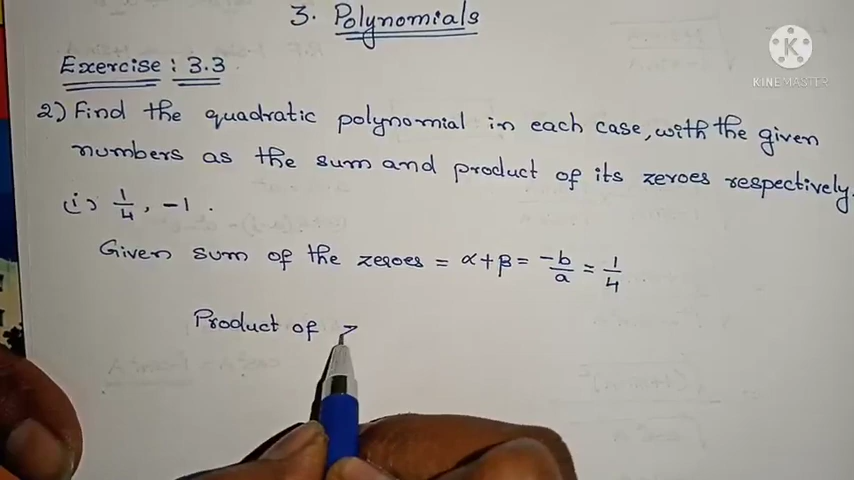 3. Polynomials
K
KINEMASTER
Exercise : 3.3
2) Find the quadratic polynomial in each case, with the given
numbers as the sum and product of its zeroes respectively.
(i) 1/4, -1.
Given sum of the zeroes = α+β = -b/a = 1/4
Product of z